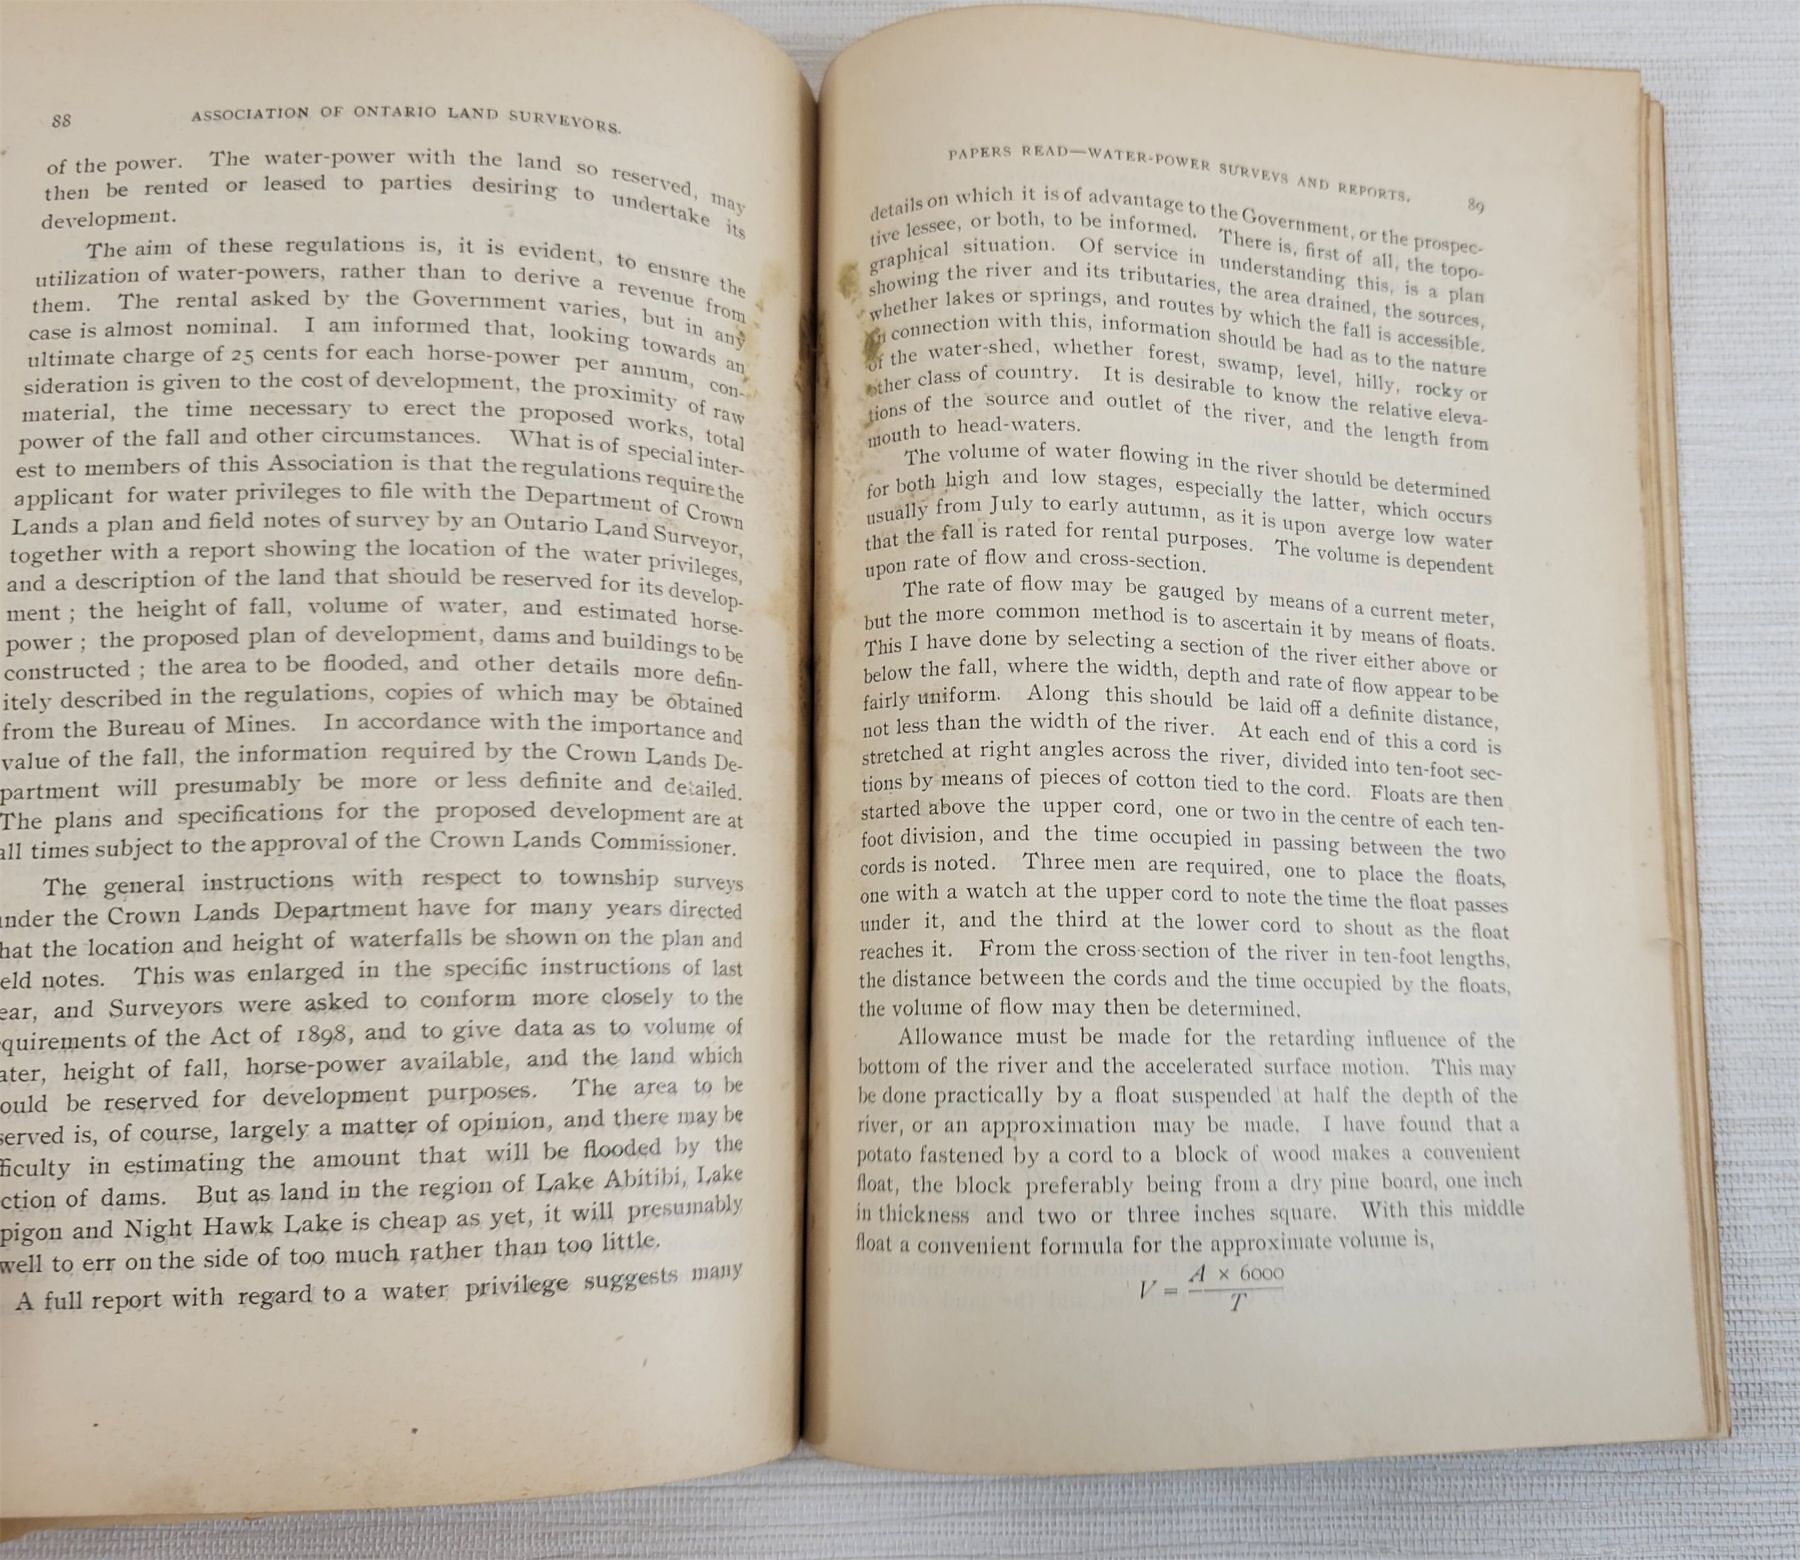 88 ASSOCIATION OF ONTARIO LAND SURVEYORS.
of the power. The water-power with the land so reserved, may
then be rented or leased to parties desiring to undertake its
development.
The aim of these regulations is, it is evident, to ensure the
utilization of water-powers, rather than to derive a revenue from
them. The rental asked by the Government varies, but in any
case is almost nominal. I am informed that, looking towards an
ultimate charge of 25 cents for each horse-power per annum, con-
sideration is given to the cost of development, the proximity of raw
material, the time necessary to erect the proposed works, total
power of the fall and other circumstances. What is of special inter-
est to members of this Association is that the regulations require the
applicant for water privileges to file with the Department of Crown
Lands a plan and field notes of survey by an Ontario Land Surveyor,
together with a report showing the location of the water privileges,
and a description of the land that should be reserved for its develop-
ment ; the height of fall, volume of water, and estimated horse-
power ; the proposed plan of development, dams and buildings to be
constructed ; the area to be flooded, and other details more defin-
itely described in the regulations, copies of which may be obtained
from the Bureau of Mines. In accordance with the importance and
value of the fall, the information required by the Crown Lands De-
partment will presumably be more or less definite and detailed.
The plans and specifications for the proposed development are at
all times subject to the approval of the Crown Lands Commissioner.
The general instructions with respect to township surveys
under the Crown Lands Department have for many years directed
hat the location and height of waterfalls be shown on the plan and
eld notes. This was enlarged in the specific instructions of last
ear, and Surveyors were asked to conform more closely to the
quirements of the Act of 1898, and to give data as to volume of
ater, height of fall, horse-power available, and the land which
ould be reserved for development purposes. The area to be
served is, of course, largely a matter of opinion, and there may be
fficulty in estimating the amount that will be flooded by the
ction of dams. But as land in the region of Lake Abitibi, Lake
pigon and Night Hawk Lake is cheap as yet, it will presumably
well to err on the side of too much rather than too little.
A full report with regard to a water privilege suggests many
PAPERS READ—WATER-POWER SURVEYS AND REPORTS. 89
details on which it is of advantage to the Government, or the prospec-
tive lessee, or both, to be informed. There is, first of all, the topo-
graphical situation. Of service in understanding this, is a plan
showing the river and its tributaries, the area drained, the sources,
whether lakes or springs, and routes by which the fall is accessible.
In connection with this, information should be had as to the nature
of the water-shed, whether forest, swamp, level, hilly, rocky or
other class of country. It is desirable to know the relative eleva-
tions of the source and outlet of the river, and the length from
mouth to head-waters.
The volume of water flowing in the river should be determined
for both high and low stages, especially the latter, which occurs
usually from July to early autumn, as it is upon averge low water
that the fall is rated for rental purposes. The volume is dependent
upon rate of flow and cross-section.
The rate of flow may be gauged by means of a current meter,
but the more common method is to ascertain it by means of floats.
This I have done by selecting a section of the river either above or
below the fall, where the width, depth and rate of flow appear to be
fairly uniform. Along this should be laid off a definite distance,
not less than the width of the river. At each end of this a cord is
stretched at right angles across the river, divided into ten-foot sec-
tions by means of pieces of cotton tied to the cord. Floats are then
started above the upper cord, one or two in the centre of each ten-
foot division, and the time occupied in passing between the two
cords is noted. Three men are required, one to place the floats,
one with a watch at the upper cord to note the time the float passes
under it, and the third at the lower cord to shout as the float
reaches it. From the cross-section of the river in ten-foot lengths,
the distance between the cords and the time occupied by the floats,
the volume of flow may then be determined.
Allowance must be made for the retarding influence of the
bottom of the river and the accelerated surface motion. This may
be done practically by a float suspended at half the depth of the
river, or an approximation may be made. I have found that a
potato fastened by a cord to a block of wood makes a convenient
float, the block preferably being from a dry pine board, one inch
in thickness and two or three inches square. With this middle
float a convenient formula for the approximate volume is,
V = A × 6000 / T